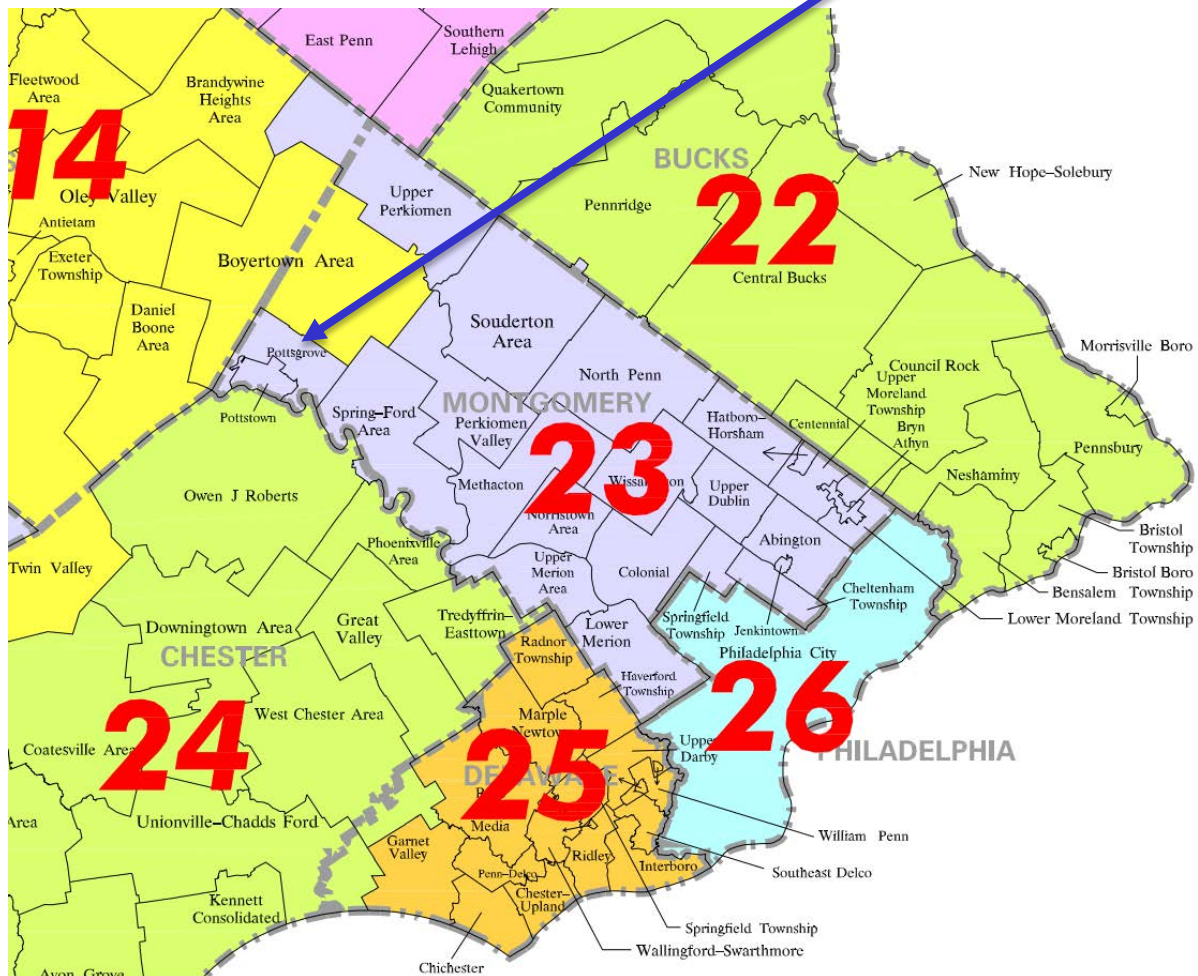 East Penn
Southern
Lehigh
Fleetwood
Area
Brandywine
Heights
Area
Quakertown
Community
14
BUCKS
22
New Hope–Solebury
Oley Valley
Upper
Perkiomen
Pennridge
Antietam
Exeter
Township
Boyertown Area
Central Bucks
Daniel
Boone
Area
Souderton
Area
Pottsgrove
Morrisville Boro
North Penn
Council Rock
Upper
Moreland
Township
Bryn
Athyn
MONTGOMERY
Pottstown
Spring–Ford
Area
Perkiomen
Valley
Hatboro–
Horsham
Centennial
Pennsbury
23
Neshaminy
Owen J Roberts
Methacton
Upper
Dublin
Norristown
Area
Abington
Bristol
Township
Phoenixville
Area
Twin Valley
Upper
Merion
Area
Colonial
Bristol Boro
Cheltenham
Township
Bensalem Township
Lower Moreland Township
Downingtown Area
Great
Valley
Tredyffrin–
Easttown
Lower
Merion
Springfield
Township
Jenkintown
Radnor
Township
Philadelphia City
CHESTER
Haverford
Township
26
24
West Chester Area
Marple
Coatesville Area
25
Upper
Darby
PHILADELPHIA
DELAWARE
Area
Unionville–Chadds Ford
Media
William Penn
Garnet
Valley
Ridley
Interboro
Southeast Delco
Penn–Delco
Chester–
Upland
Kennett
Consolidated
Springfield Township
Wallingford–Swarthmore
Chichester
Avon Grove